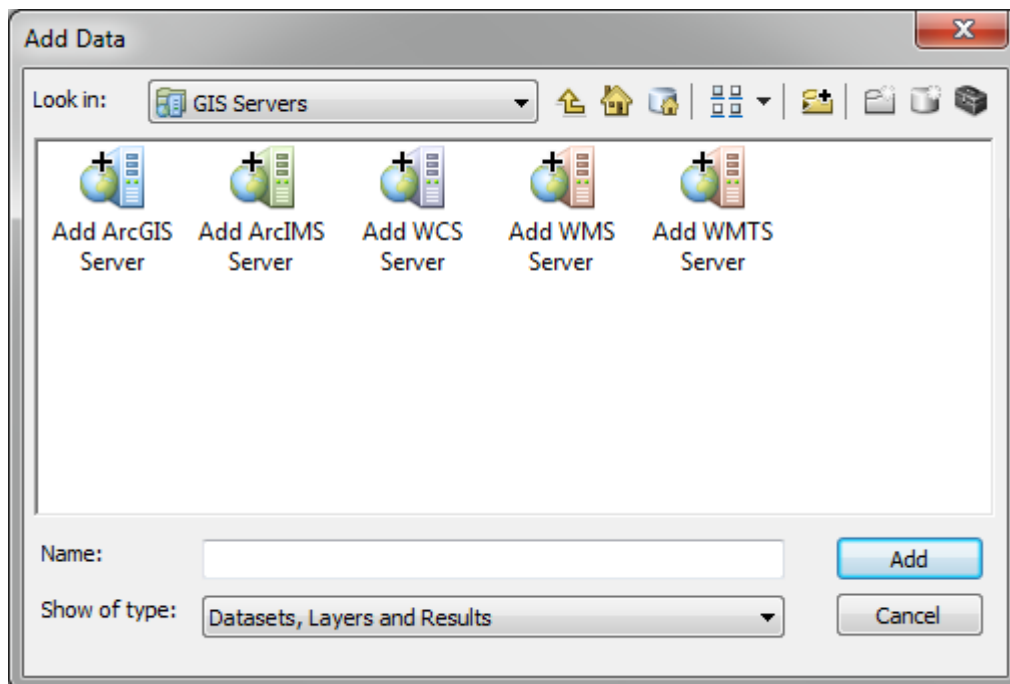 Add Data
Look in: GIS Servers
Add ArcGIS Add ArcIMS Add WCS Add WMS Add WMTS
Server Server Server Server Server
Name: Add
Show of type: Datasets, Layers and Results Cancel